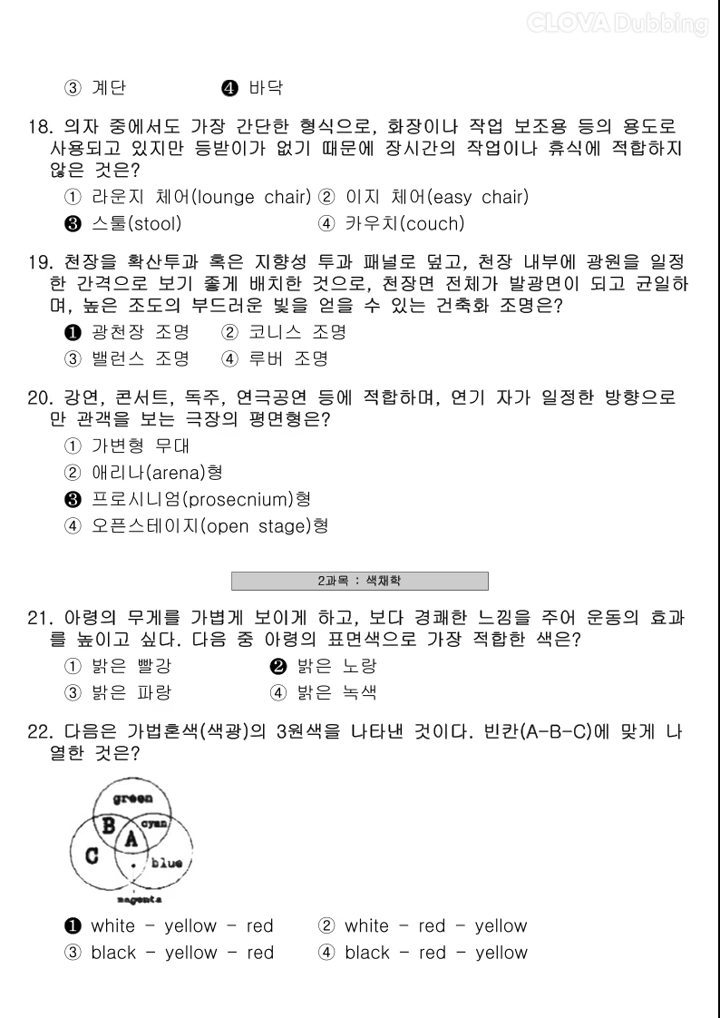 CLOVA Dubbing
③ 계단 ❹ 바닥
18. 의자 중에서도 가장 간단한 형식으로, 화장이나 작업 보조용 등의 용도로
사용되고 있지만 등받이가 없기 때문에 장시간의 작업이나 휴식에 적합하지
않은 것은?
① 라운지 체어(lounge chair) ② 이지 체어(easy chair)
❸ 스툴(stool) ④ 카우치(couch)
19. 천장을 확산투과 혹은 지향성 투과 패널로 덮고, 천장 내부에 광원을 일정
한 간격으로 보기 좋게 배치한 것으로, 천장면 전체가 발광면이 되고 균일하
며, 높은 조도의 부드러운 빛을 얻을 수 있는 건축화 조명은?
❶ 광천장 조명 ② 코니스 조명
③ 밸런스 조명 ④ 루버 조명
20. 강연, 콘서트, 독주, 연극공연 등에 적합하며, 연기 자가 일정한 방향으로
만 관객을 보는 극장의 평면형은?
① 가변형 무대
② 애리나(arena)형
❸ 프로시니엄(prosecnium)형
④ 오픈스테이지(open stage)형
2과목 : 색채학
21. 아령의 무게를 가볍게 보이게 하고, 보다 경쾌한 느낌을 주어 운동의 효과
를 높이고 싶다. 다음 중 아령의 표면색으로 가장 적합한 색은?
① 밝은 빨강 ❷ 밝은 노랑
③ 밝은 파랑 ④ 밝은 녹색
22. 다음은 가법혼색(색광)의 3원색을 나타낸 것이다. 빈칸(A-B-C)에 맞게 나
열한 것은?
green
B cyan
A
C blue
magenta
❶ white - yellow - red ② white - red - yellow
③ black - yellow - red ④ black - red - yellow